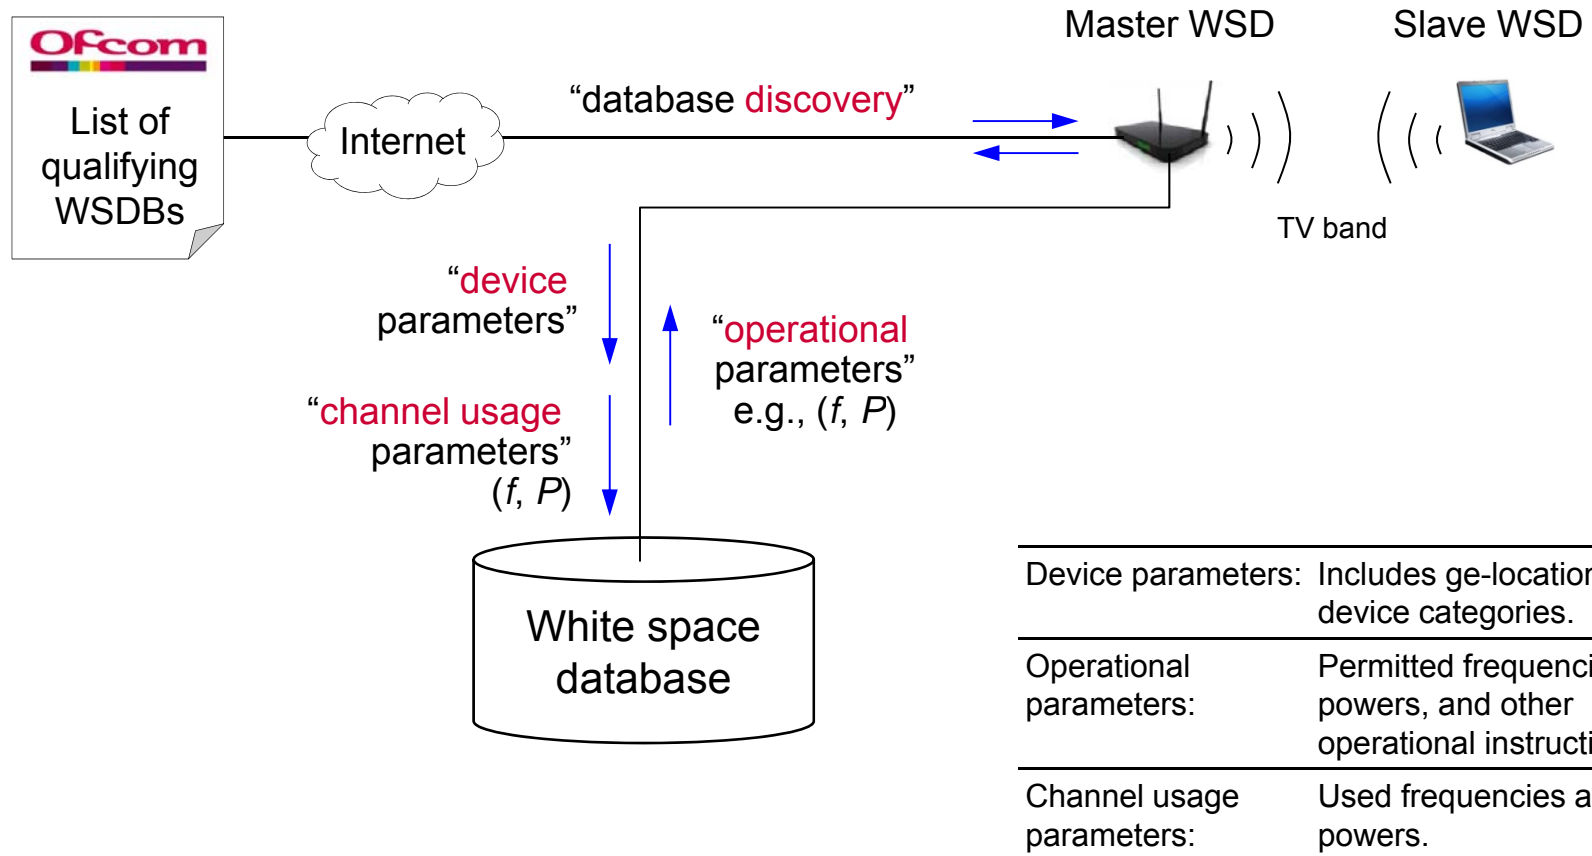 Ofcom
List of
qualifying
WSDBs
Internet
“database discovery”
Master WSD
Slave WSD
TV band
“device
parameters”
“channel usage
parameters”
(f, P)
“operational
parameters”
e.g., (f, P)
White space
database
Device parameters: Includes ge-location
device categories.
Operational
parameters:
Permitted frequenci
powers, and other
operational instructi
Channel usage
parameters:
Used frequencies a
powers.